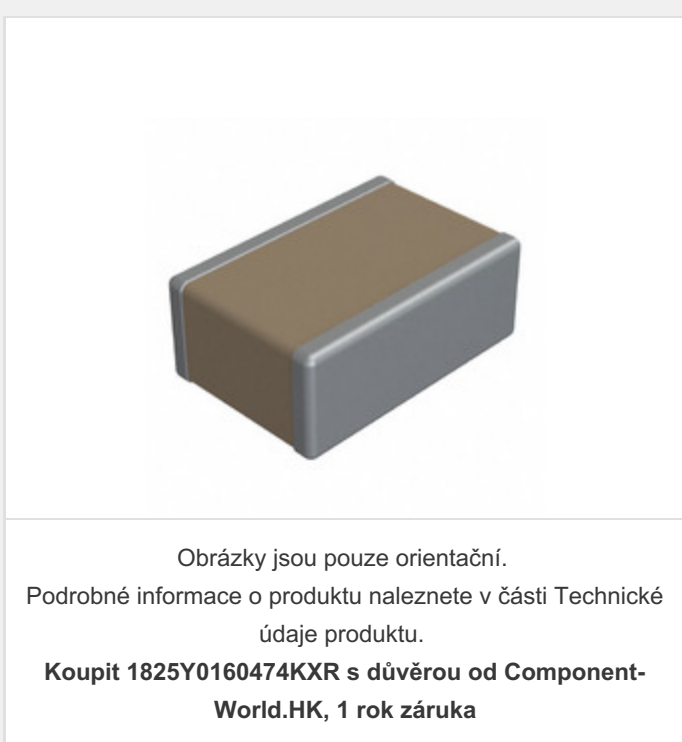 Obrázky jsou pouze orientační.
Podrobné informace o produktu naleznete v části Technické
údaje produktu.
Koupit 1825Y0160474KXR s důvěrou od Component-
World.HK, 1 rok záruka